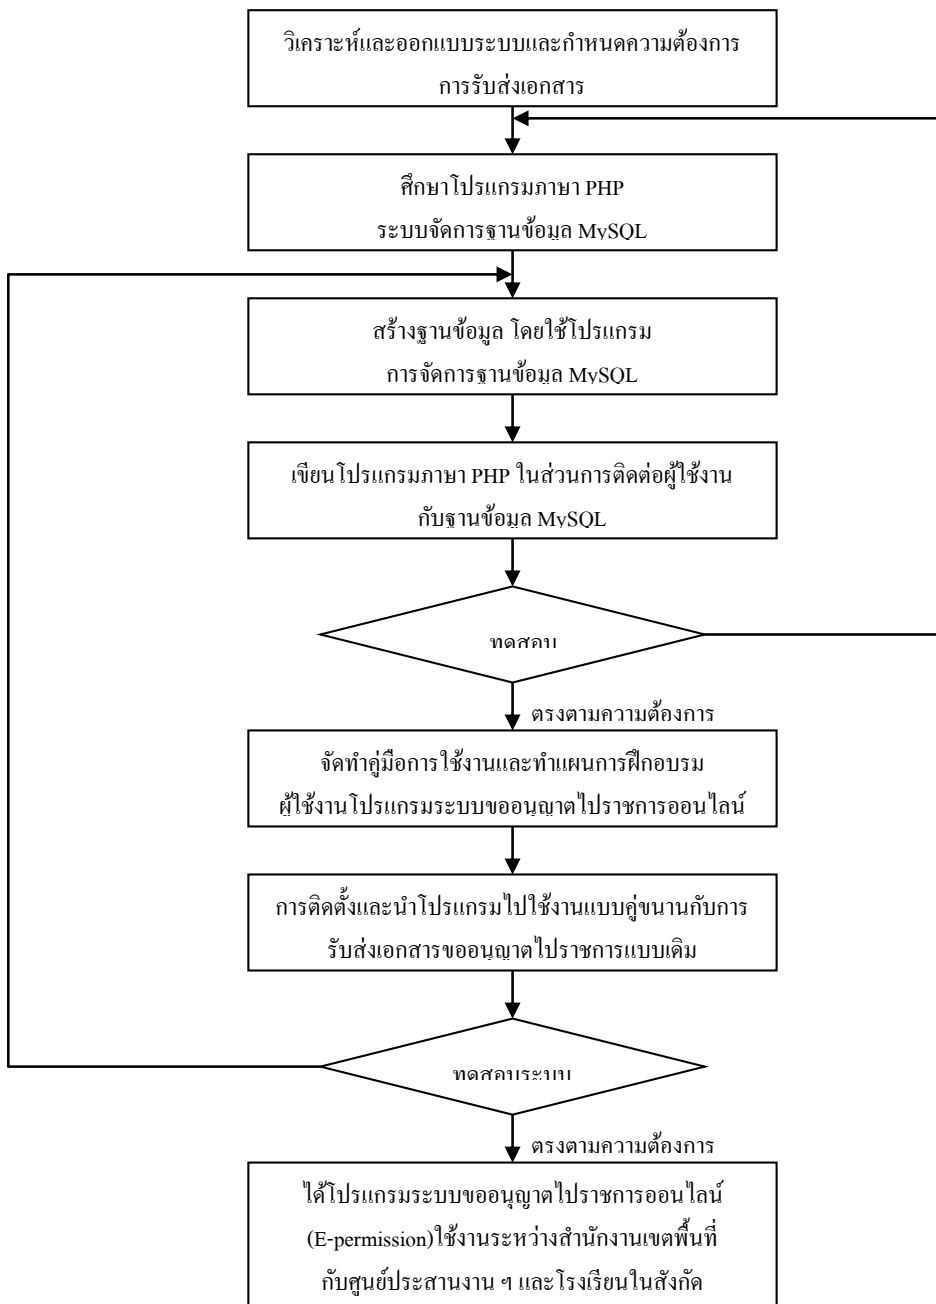 วิเคราะห์และออกแบบระบบและกำหนดความต้องการ
การรับส่งเอกสาร
ศึกษาโปรแกรมภาษา PHP
ระบบจัดการฐานข้อมูล MySQL
สร้างฐานข้อมูล โดยใช้โปรแกรม
การจัดการฐานข้อมูล MySQL
เขียนโปรแกรมภาษา PHP ในส่วนการติดต่อผู้ใช้งาน
กับฐานข้อมูล MySQL
ทดสอบ
ตรงตามความต้องการ
จัดทำคู่มือการใช้งานและทำแผนการฝึกอบรม
ผู้ใช้งานโปรแกรมระบบขออนุญาตไปราชการออนไลน์
การติดตั้งและนำโปรแกรมไปใช้งานแบบคู่ขนานกับการ
รับส่งเอกสารขออนุญาตไปราชการแบบเดิม
ทดสอบระบบ
ตรงตามความต้องการ
ได้โปรแกรมระบบขออนุญาตไปราชการออนไลน์
(E-permission)ใช้งานระหว่างสำนักงานเขตพื้นที่
กับศูนย์ประสานงาน ฯ และโรงเรียนในสังกัด